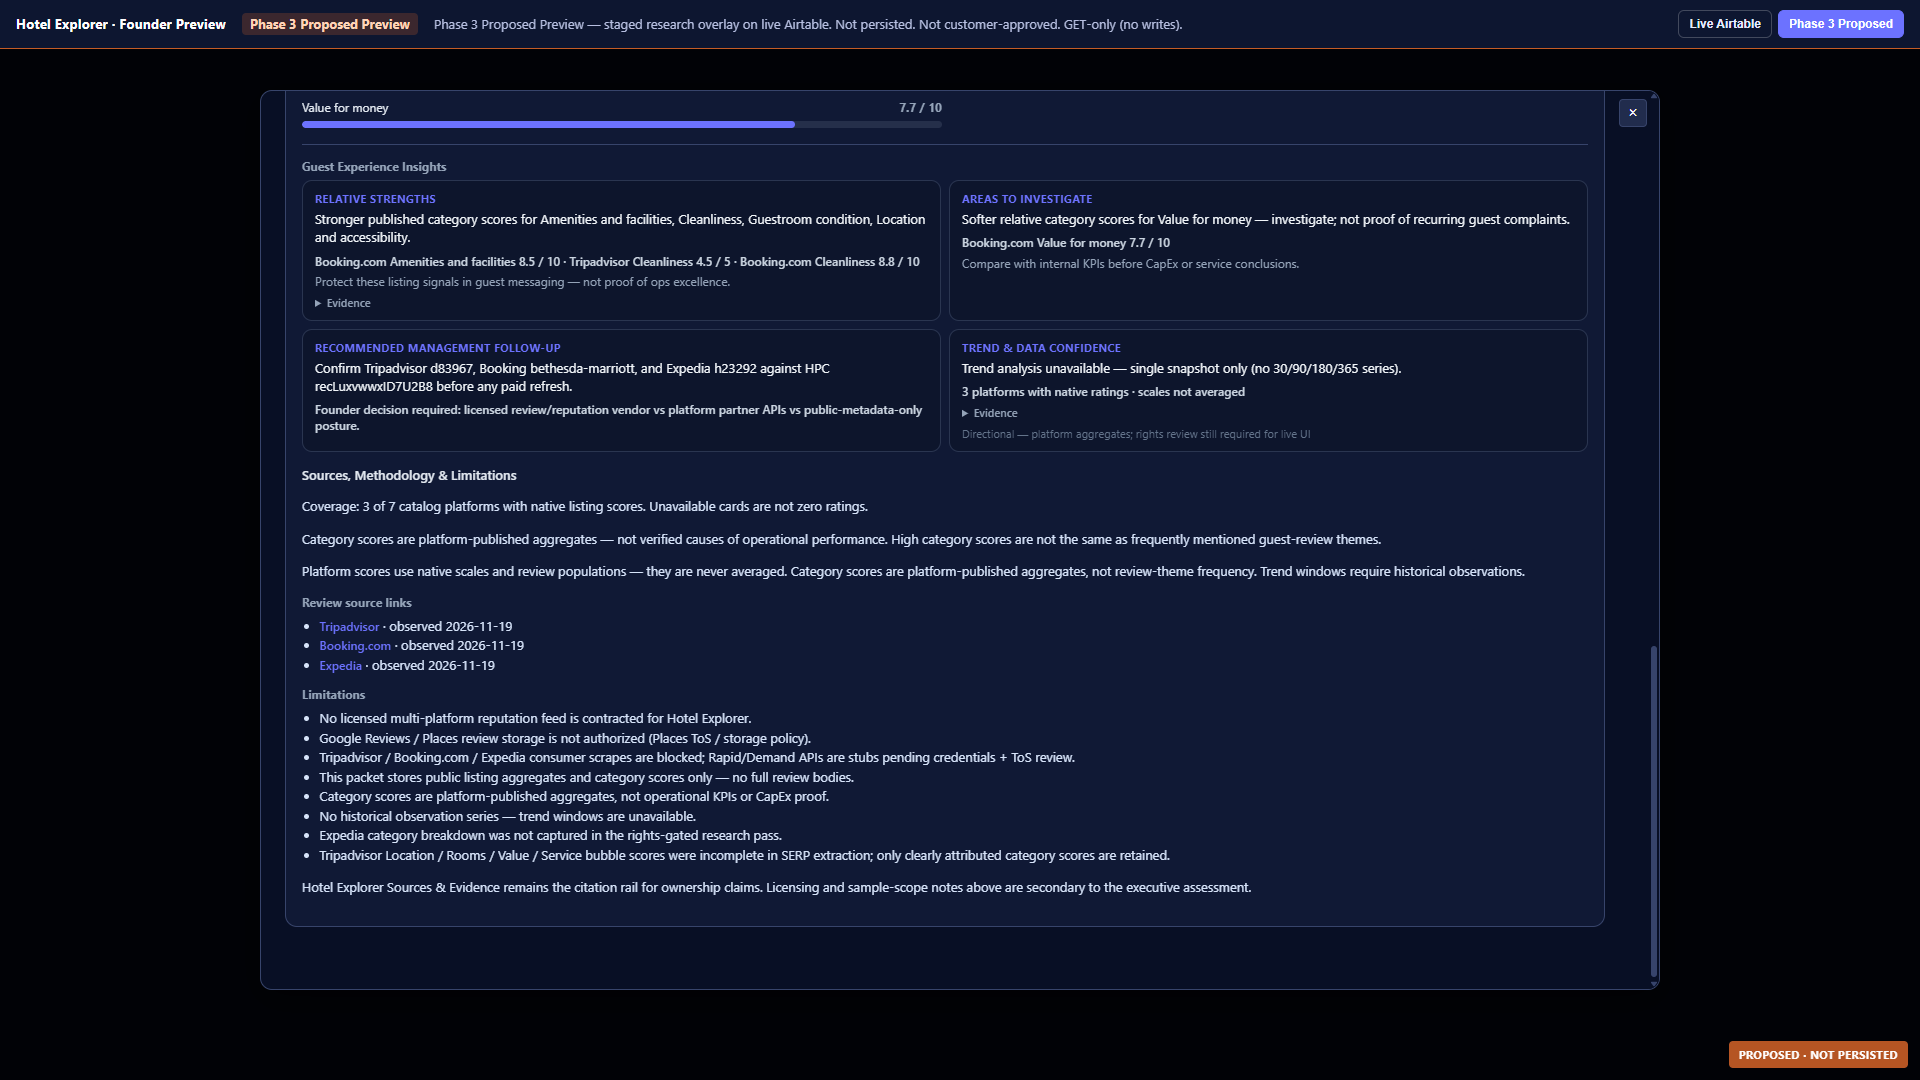 Hotel Explorer · Founder Preview
Phase 3 Proposed Preview
Phase 3 Proposed Preview — staged research overlay on live Airtable. Not persisted. Not customer-approved. GET-only (no writes).
Live Airtable
Phase 3 Proposed
×
Value for money
7.7 / 10
Guest Experience Insights
RELATIVE STRENGTHS
Stronger published category scores for Amenities and facilities, Cleanliness, Guestroom condition, Location
and accessibility.
Booking.com Amenities and facilities 8.5 / 10 · Tripadvisor Cleanliness 4.5 / 5 · Booking.com Cleanliness 8.8 / 10
Protect these listing signals in guest messaging — not proof of ops excellence.
▶ Evidence
AREAS TO INVESTIGATE
Softer relative category scores for Value for money — investigate; not proof of recurring guest complaints.
Booking.com Value for money 7.7 / 10
Compare with internal KPIs before CapEx or service conclusions.
RECOMMENDED MANAGEMENT FOLLOW-UP
Confirm Tripadvisor d83967, Booking bethesda-marriott, and Expedia h23292 against HPC
recLuxvwwxID7U2B8 before any paid refresh.
Founder decision required: licensed review/reputation vendor vs platform partner APIs vs public-metadata-only
posture.
TREND & DATA CONFIDENCE
Trend analysis unavailable — single snapshot only (no 30/90/180/365 series).
3 platforms with native ratings · scales not averaged
▶ Evidence
Directional — platform aggregates; rights review still required for live UI
Sources, Methodology & Limitations
Coverage: 3 of 7 catalog platforms with native listing scores. Unavailable cards are not zero ratings.
Category scores are platform-published aggregates — not verified causes of operational performance. High category scores are not the same as frequently mentioned guest-review themes.
Platform scores use native scales and review populations — they are never averaged. Category scores are platform-published aggregates, not review-theme frequency. Trend windows require historical observations.
Review source links
• Tripadvisor · observed 2026-11-19
• Booking.com · observed 2026-11-19
• Expedia · observed 2026-11-19
Limitations
• No licensed multi-platform reputation feed is contracted for Hotel Explorer.
• Google Reviews / Places review storage is not authorized (Places ToS / storage policy).
• Tripadvisor / Booking.com / Expedia consumer scrapes are blocked; Rapid/Demand APIs are stubs pending credentials + ToS review.
• This packet stores public listing aggregates and category scores only — no full review bodies.
• Category scores are platform-published aggregates, not operational KPIs or CapEx proof.
• No historical observation series — trend windows are unavailable.
• Expedia category breakdown was not captured in the rights-gated research pass.
• Tripadvisor Location / Rooms / Value / Service bubble scores were incomplete in SERP extraction; only clearly attributed category scores are retained.
Hotel Explorer Sources & Evidence remains the citation rail for ownership claims. Licensing and sample-scope notes above are secondary to the executive assessment.
PROPOSED · NOT PERSISTED